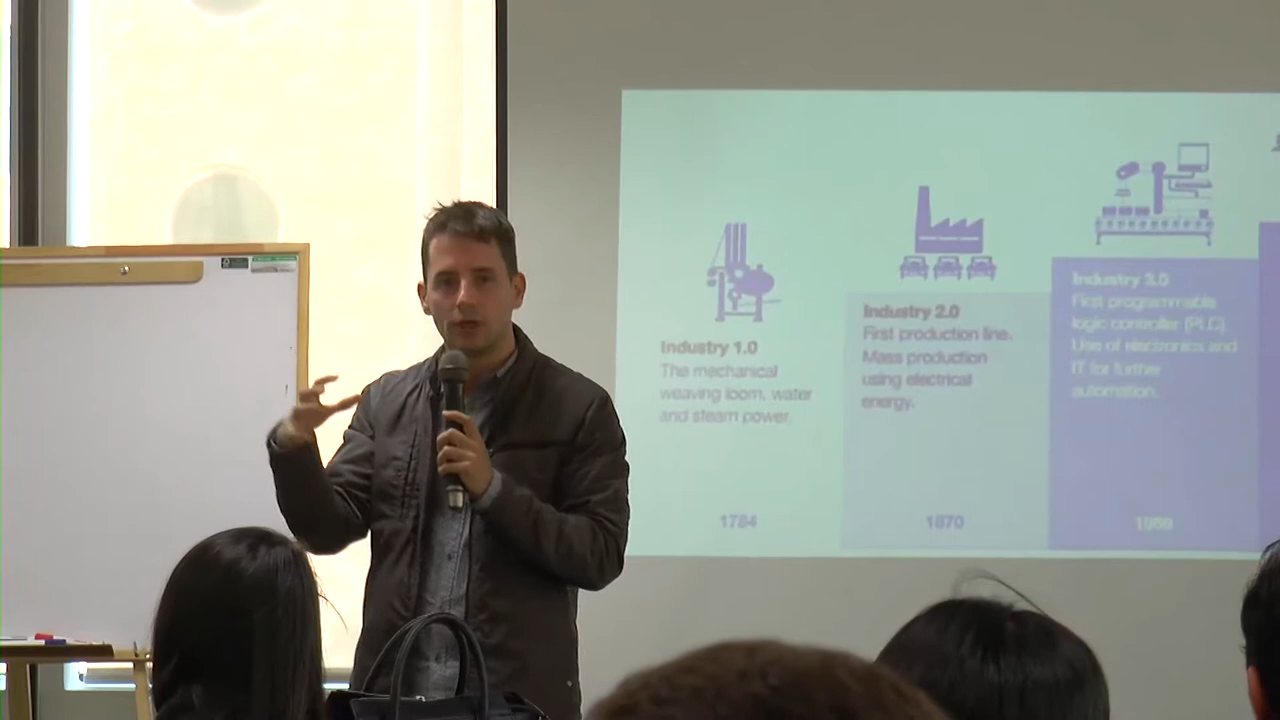 Industry 1.0
The mechanical
weaving loom, water
and steam power.
1784
Industry 2.0
First production line.
Mass production
using electrical
energy.
1870
Industry 3.0
First programmable
logic controller (PLC).
Use of electronics and
IT for further
automation.
1969